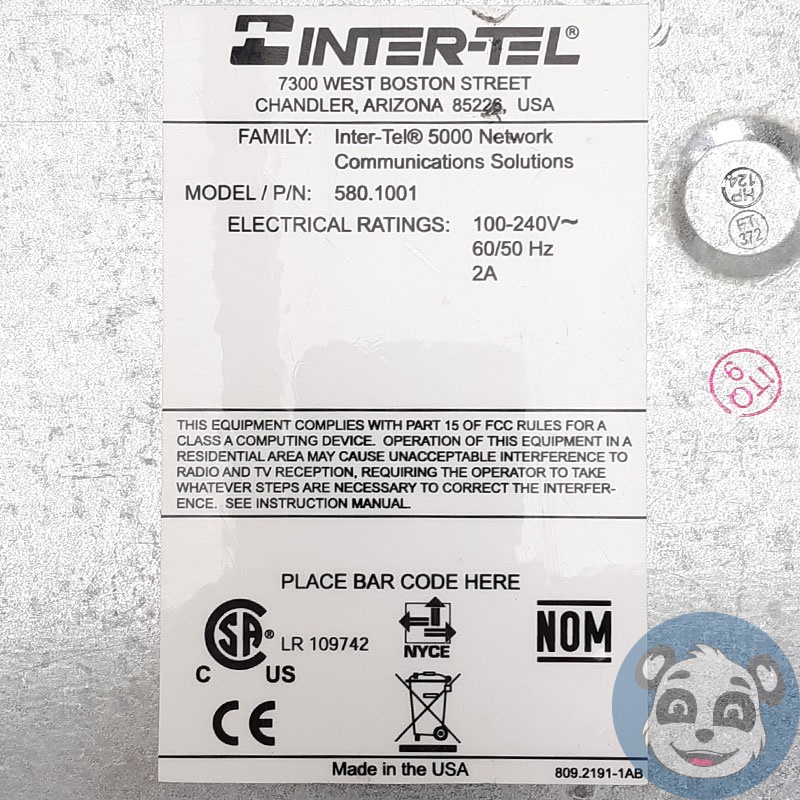 INTER-TEL®
7300 WEST BOSTON STREET
CHANDLER, ARIZONA 85226, USA
FAMILY: Inter-Tel® 5000 Network
Communications Solutions
MODEL / P/N: 580.1001
ELECTRICAL RATINGS: 100-240V~
60/50 Hz
2A
HP
124
ET
372
ITQ
9
THIS EQUIPMENT COMPLIES WITH PART 15 OF FCC RULES FOR A
CLASS A COMPUTING DEVICE. OPERATION OF THIS EQUIPMENT IN A
RESIDENTIAL AREA MAY CAUSE UNACCEPTABLE INTERFERENCE TO
RADIO AND TV RECEPTION, REQUIRING THE OPERATOR TO TAKE
WHATEVER STEPS ARE NECESSARY TO CORRECT THE INTERFER-
ENCE. SEE INSTRUCTION MANUAL.
PLACE BAR CODE HERE
SA® LR 109742
C US
NYCE
NOM
CE
Made in the USA
809.2191-1AB